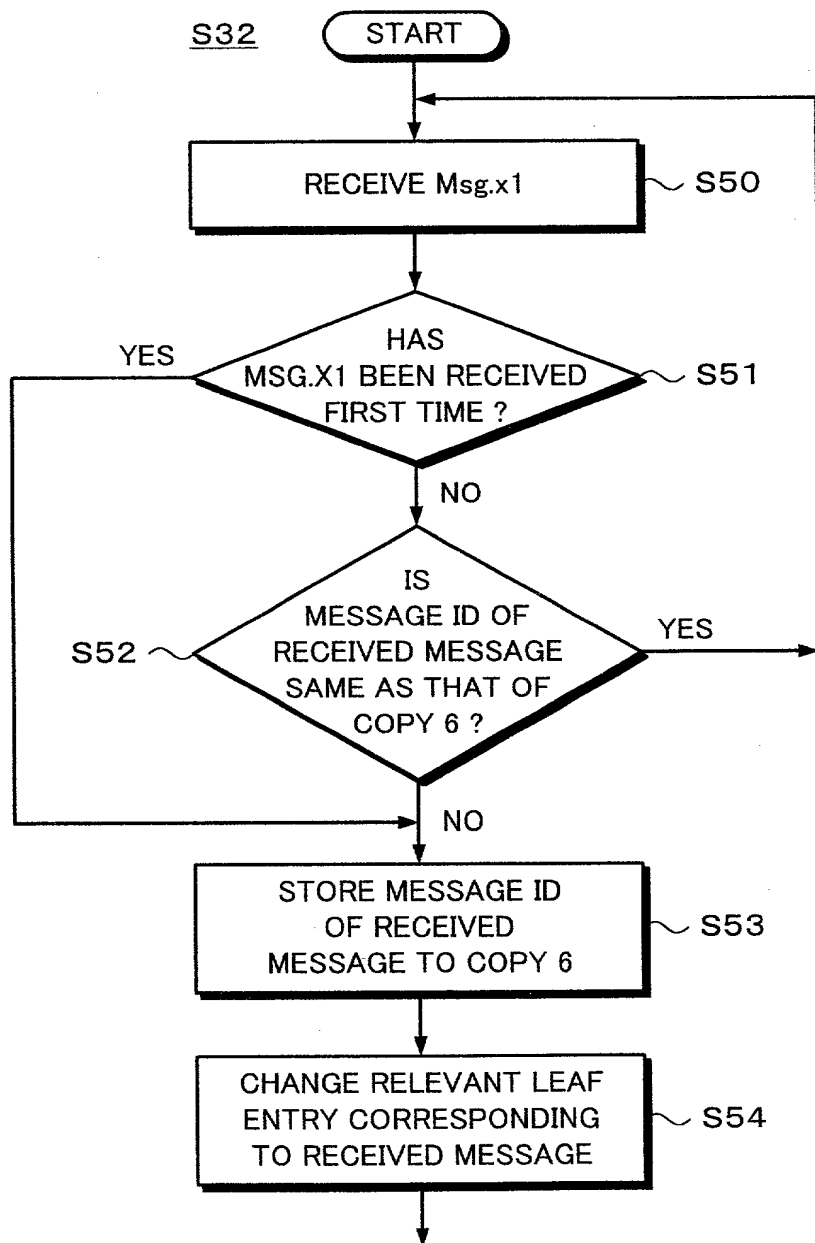 S32
START
RECEIVE Msg.x1
S50
HAS
MSG.X1 BEEN RECEIVED
FIRST TIME ?
S51
YES
NO
IS
MESSAGE ID OF
RECEIVED MESSAGE
SAME AS THAT OF
COPY 6 ?
S52
YES
NO
STORE MESSAGE ID
OF RECEIVED
MESSAGE TO COPY 6
S53
CHANGE RELEVANT LEAF
ENTRY CORRESPONDING
TO RECEIVED MESSAGE
S54